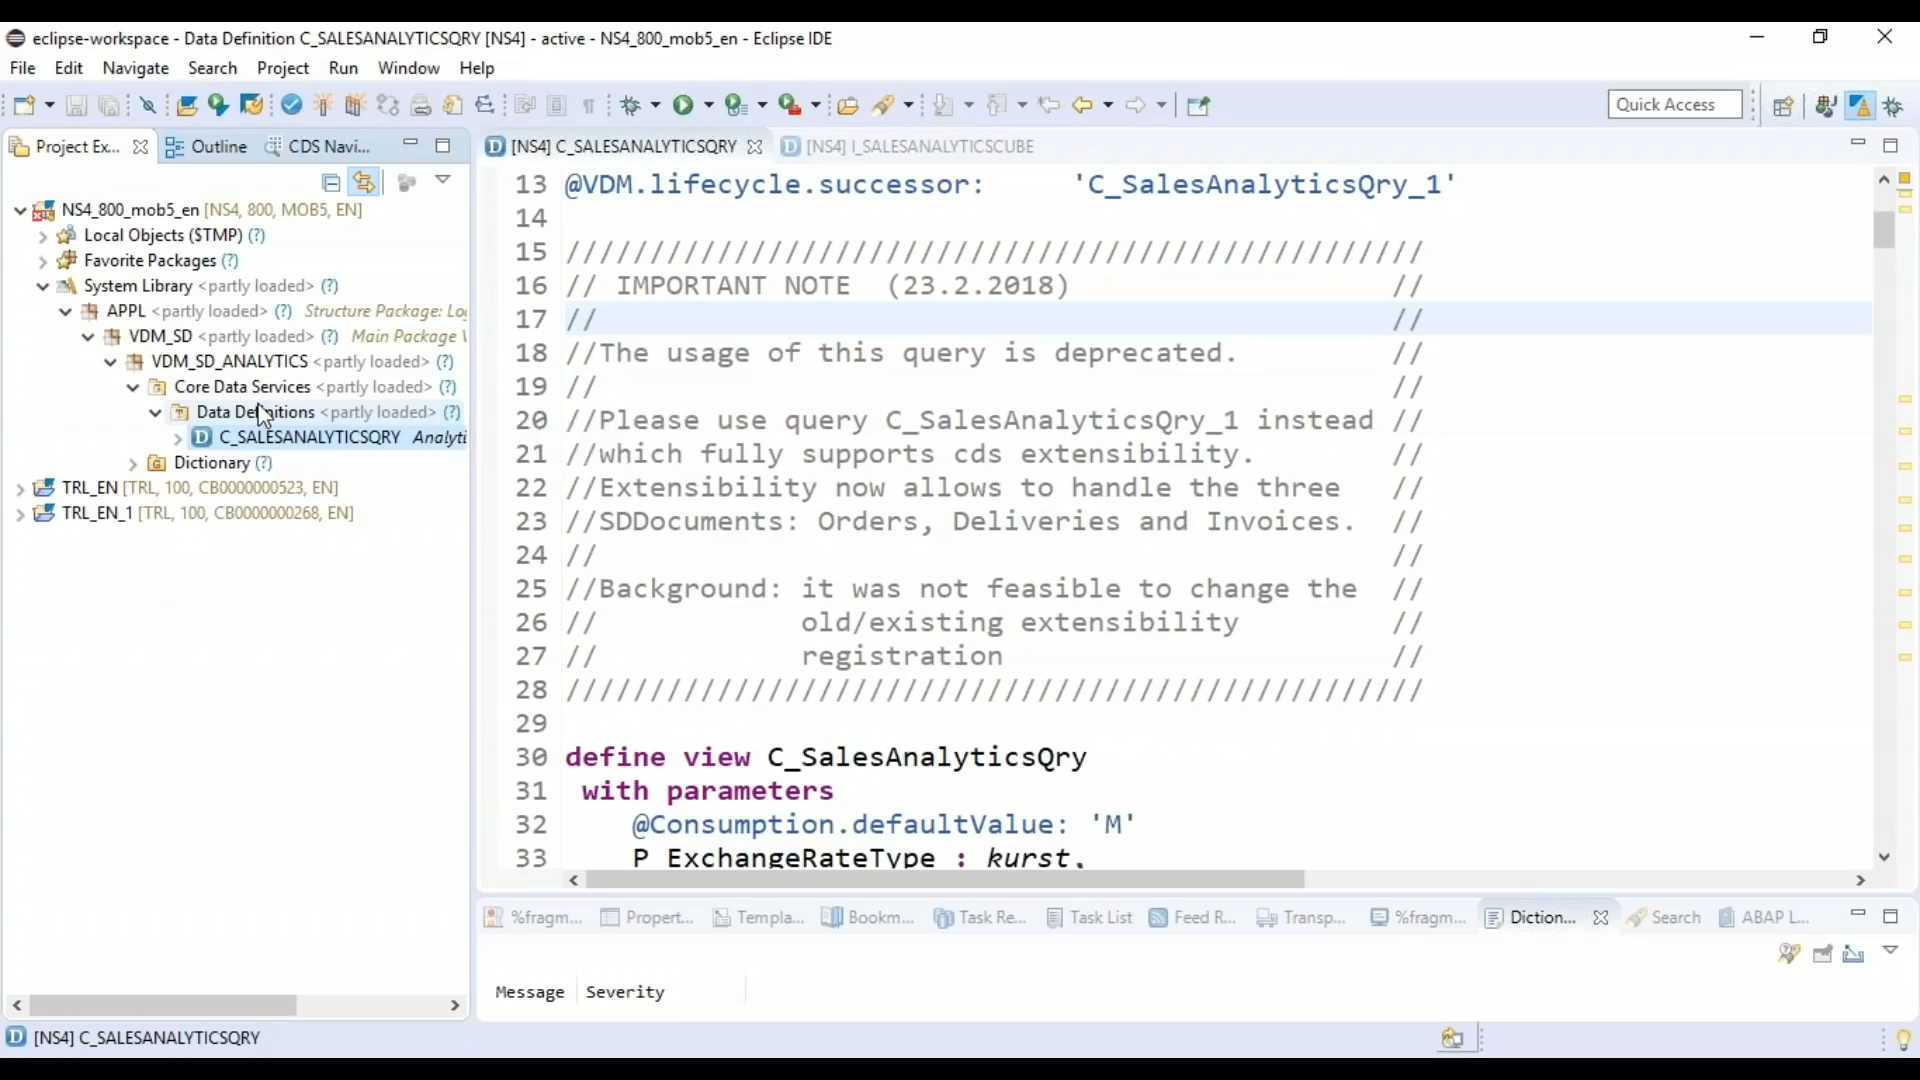 eclipse-workspace - Data Definition C_SALESANALYTICSQRY [NS4] - active - NS4_800_mob5_en - Eclipse IDE
File Edit Navigate Search Project Run Window Help
Quick Access
Project Ex... Outline CDS Navi...
[NS4] C_SALESANALYTICSQRY [NS4] I_SALESANALYTICSCUBE
NS4_800_mob5_en [NS4, 800, MOB5, EN]
Local Objects ($TMP) (?)
Favorite Packages (?)
System Library <partly loaded> (?)
APPL <partly loaded> (?) Structure Package: Lo
VDM_SD <partly loaded> (?) Main Package
VDM_SD_ANALYTICS <partly loaded> (?)
Core Data Services <partly loaded> (?)
Data Definitions <partly loaded> (?)
C_SALESANALYTICSQRY Analyti
Dictionary (?)
TRL_EN [TRL, 100, CB0000000523, EN]
TRL_EN_1 [TRL, 100, CB0000000268, EN]
13 @VDM.lifecycle.successor: 'C_SalesAnalyticsQry_1'
14
15 ///////////////////////////////////////////////////
16 // IMPORTANT NOTE (23.2.2018) //
17 // //
18 //The usage of this query is deprecated. //
19 // //
20 //Please use query C_SalesAnalyticsQry_1 instead //
21 //which fully supports cds extensibility. //
22 //Extensibility now allows to handle the three //
23 //SDDocuments: Orders, Deliveries and Invoices. //
24 // //
25 //Background: it was not feasible to change the //
26 // old/existing extensibility //
27 // registration //
28 ///////////////////////////////////////////////////
29
30 define view C_SalesAnalyticsQry
31 with parameters
32 @Consumption.defaultValue: 'M'
33 P_ExchangeRateType : kurst,
%fragm... Propert... Templa... Bookm... Task Re... Task List Feed R... Transp... %fragm... Diction... Search ABAP L...
Message Severity
[NS4] C_SALESANALYTICSQRY